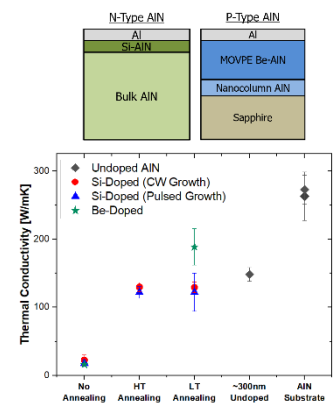 N-Type AlN
P-Type AlN
Al
Si-AlN
Bulk AlN
Al
MOVPE Be-AlN
Nanocolumn AlN
Sapphire
Thermal Conductivity [W/mK]
300
200
100
0
Undoped AlN
Si-Doped (CW Growth)
Si-Doped (Pulsed Growth)
Be-Doped
No Annealing
HT Annealing
LT Annealing
~300nm Undoped
AlN Substrate